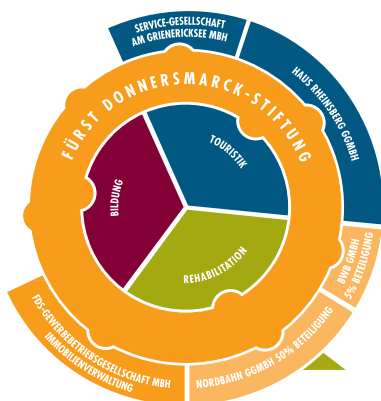 SERVICE-GESELLSCHAFT
AM GRIENERICKSEE MBH
HAUS RHEINSBERG GGMBH
FÜRST DONNERSMARCK-STIFTUNG
TOURISTIK
BILDUNG
REHABILITATION
BWB GMBH
5% BETEILIGUNG
NORDBAHN GGMBH 50% BETEILIGUNG
FDS-GEWERBEBETRIEBSGESELLSCHAFT MBH
IMMOBILIENVERWALTUNG